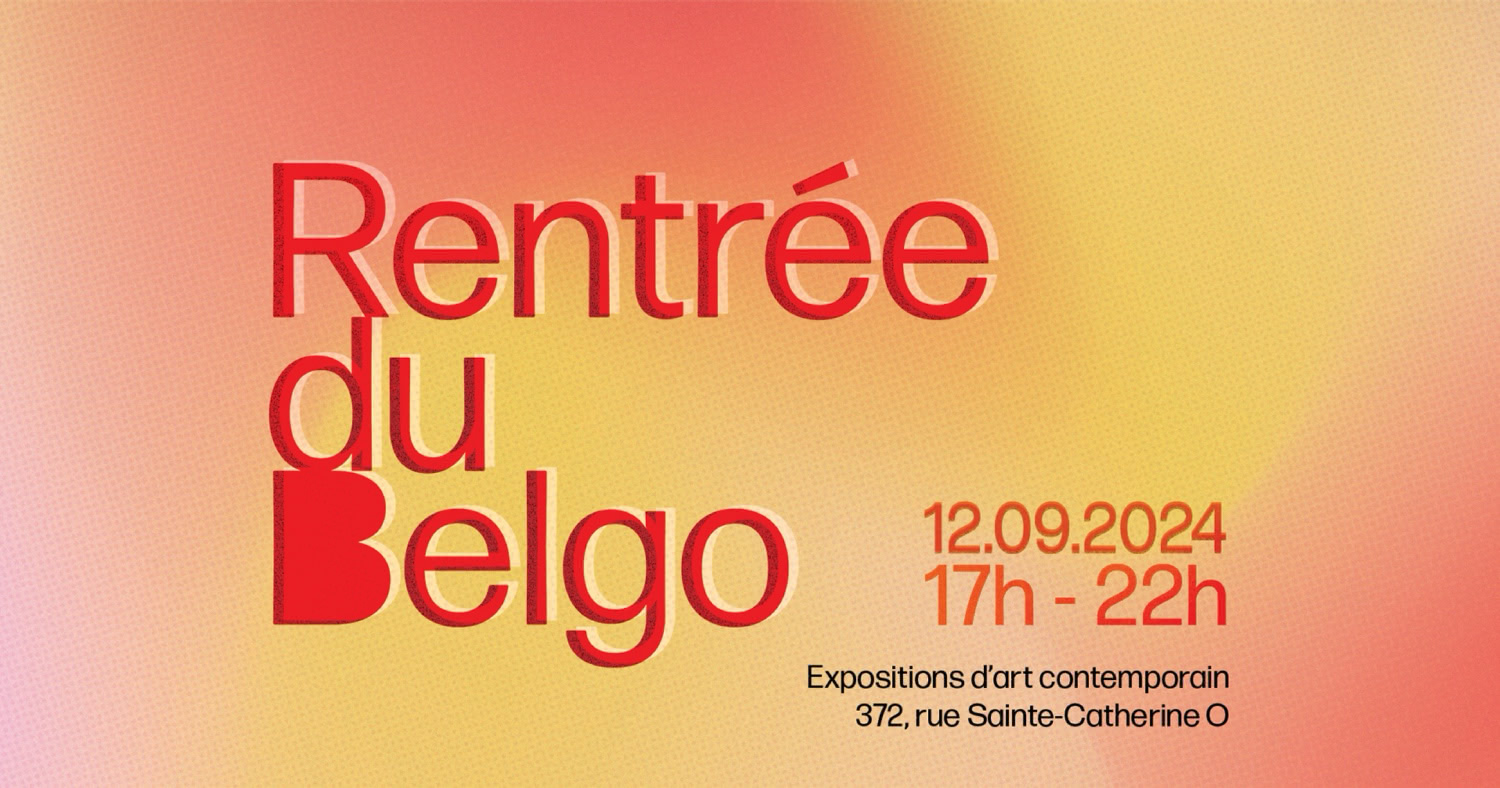 Rentrée
du
Belgo
12.09.2024
17h - 22h
Expositions d’art contemporain
372, rue Sainte-Catherine O